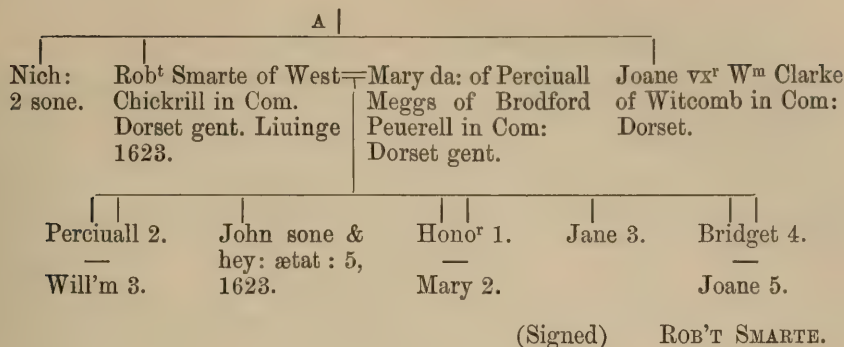 A
Nich:
2 sone.
Robᵗ Smarte of West
Chickrill in Com.
Dorset gent. Liuinge
1623.
Mary da: of Perciuall
Meggs of Brodford
Peuerell in Com:
Dorset gent.
Joane vxʳ Wᵐ Clarke
of Witcomb in Com:
Dorset.
Perciuall 2.
—
Will'm 3.
John sone &
hey: ætat: 5,
1623.
Honoʳ 1.
—
Mary 2.
Jane 3.
Bridget 4.
—
Joane 5.
(Signed) ROB'T SMARTE.